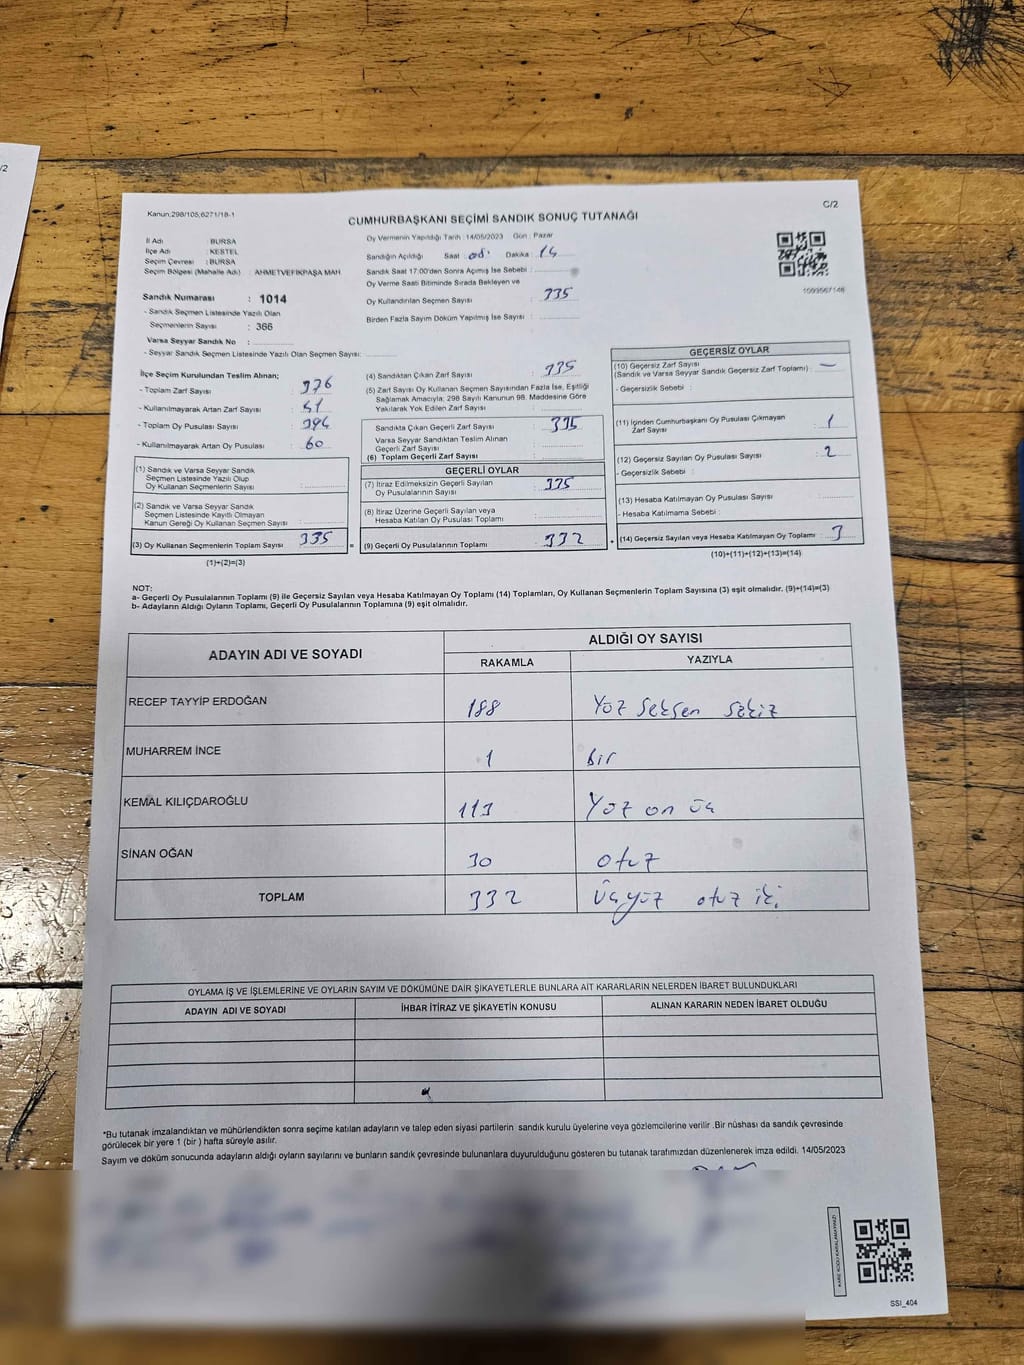 /2
C/2
Kanun;298/105;6271/18-1
CUMHURBAŞKANI SEÇİMİ SANDIK SONUÇ TUTANAĞI
İl Adı : BURSA
İlçe Adı : KESTEL
Seçim Çevresi : BURSA
Seçim Bölgesi (Mahalle Adı) : AHMETVEFİKPAŞA MAH
Sandık Numarası : 1014
- Sandık Seçmen Listesinde Yazılı Olan
Seçmenlerin Sayısı : 366
Varsa Seyyar Sandık No :
- Seyyar Sandık Seçmen Listesinde Yazılı Olan Seçmen Sayısı:
Oy Vermenin Yapıldığı Tarih : 14/05/2023 Gün : Pazar
Sandığın Açıldığı Saat Dakika
Sandık Saat 17:00'den Sonra Açımış İse Sebebi :
Oy Verme Saati Bitiminde Sırada Bekleyen ve
Oy Kullandırılan Seçmen Sayısı : 335
Birden Fazla Sayım Döküm Yapılmış İse Sayısı :
1093567146
İlçe Seçim Kurulundan Teslim Alınan;
- Toplam Zarf Sayısı : 376
- Kullanılmayarak Artan Zarf Sayısı : 41
- Toplam Oy Pusulası Sayısı : 394
- Kullanılmayarak Artan Oy Pusulası : 60
(1) Sandık ve Varsa Seyyar Sandık
Seçmen Listesinde Yazılı Olup
Oy Kullanan Seçmenlerin Sayısı :
(2) Sandık ve Varsa Seyyar Sandık
Seçmen Listesinde Kayıtlı Olmayan
Kanun Gereği Oy Kullanan Seçmen Sayısı :
(3) Oy Kullanan Seçmenlerin Toplam Sayısı : 335 =
(1)+(2)=(3)
(4) Sandıktan Çıkan Zarf Sayısı : 335
(5) Zarf Sayısı Oy Kullanan Seçmen Sayısından Fazla İse, Eşitliği
Sağlamak Amacıyla; 298 Sayılı Kanunun 98. Maddesine Göre
Yakılarak Yok Edilen Zarf Sayısı :
Sandıkta Çıkan Geçerli Zarf Sayısı : 335
Varsa Seyyar Sandıktan Teslim Alınan
Geçerli Zarf Sayısı :
(6) Toplam Geçerli Zarf Sayısı :
GEÇERLİ OYLAR
(7) İtiraz Edilmeksizin Geçerli Sayılan
Oy Pusulalarının Sayısı : 335
(8) İtiraz Üzerine Geçerli Sayılan veya
Hesaba Katılan Oy Pusulası Toplamı :
(9) Geçerli Oy Pusulalarının Toplamı : 332 +
GEÇERSİZ OYLAR
(10) Geçersiz Zarf Sayısı
(Sandık ve Varsa Seyyar Sandık Geçersiz Zarf Toplamı) : —
- Geçersizlik Sebebi :
(11) İçinden Cumhurbaşkanı Oy Pusulası Çıkmayan
Zarf Sayısı : 1
(12) Geçersiz Sayılan Oy Pusulası Sayısı : 2
- Geçersizlik Sebebi :
(13) Hesaba Katılmayan Oy Pusulası Sayısı :
- Hesaba Katılmama Sebebi :
(14) Geçersiz Sayılan veya Hesaba Katılmayan Oy Toplamı : 3
(10)+(11)+(12)+(13)=(14)
NOT:
a- Geçerli Oy Pusulalarının Toplamı (9) ile Geçersiz Sayılan veya Hesaba Katılmayan Oy Toplamı (14) Toplamları, Oy Kullanan Seçmenlerin Toplam Sayısına (3) eşit olmalıdır. (9)+(14)=(3)
b- Adayların Aldığı Oyların Toplamı, Geçerli Oy Pusulalarının Toplamına (9) eşit olmalıdır.
ADAYIN ADI VE SOYADI ALDIĞI OY SAYISI
RAKAMLA YAZIYLA
RECEP TAYYİP ERDOĞAN 188 Yüz seksen sekiz
MUHARREM İNCE 1 bir
KEMAL KILIÇDAROĞLU 113 Yüz on üç
SİNAN OĞAN 30 otuz
TOPLAM 332 Üçyüz otuz iki
OYLAMA İŞ VE İŞLEMLERİNE VE OYLARIN SAYIM VE DÖKÜMÜNE DAİR ŞİKAYETLERLE BUNLARA AİT KARARLARIN NELERDEN İBARET BULUNDUKLARI
ADAYIN ADI VE SOYADI İHBAR İTİRAZ VE ŞİKAYETİN KONUSU ALINAN KARARIN NEDEN İBARET OLDUĞU
*Bu tutanak imzalandıktan ve mühürlendikten sonra seçime katılan adayların ve talep eden siyasi partilerin sandık kurulu üyelerine veya gözlemcilerine verilir .Bir nüshası da sandık çevresinde
görülecek bir yere 1 (bir ) hafta süreyle asılır.
Sayım ve döküm sonucunda adayların aldığı oyların sayılarını ve bunların sandık çevresinde bulunanlara duyurulduğunu gösteren bu tutanak tarafımızdan düzenlenerek imza edildi. 14/05/2023
KARE KODU KARALAMAYINIZ!
SSI_404